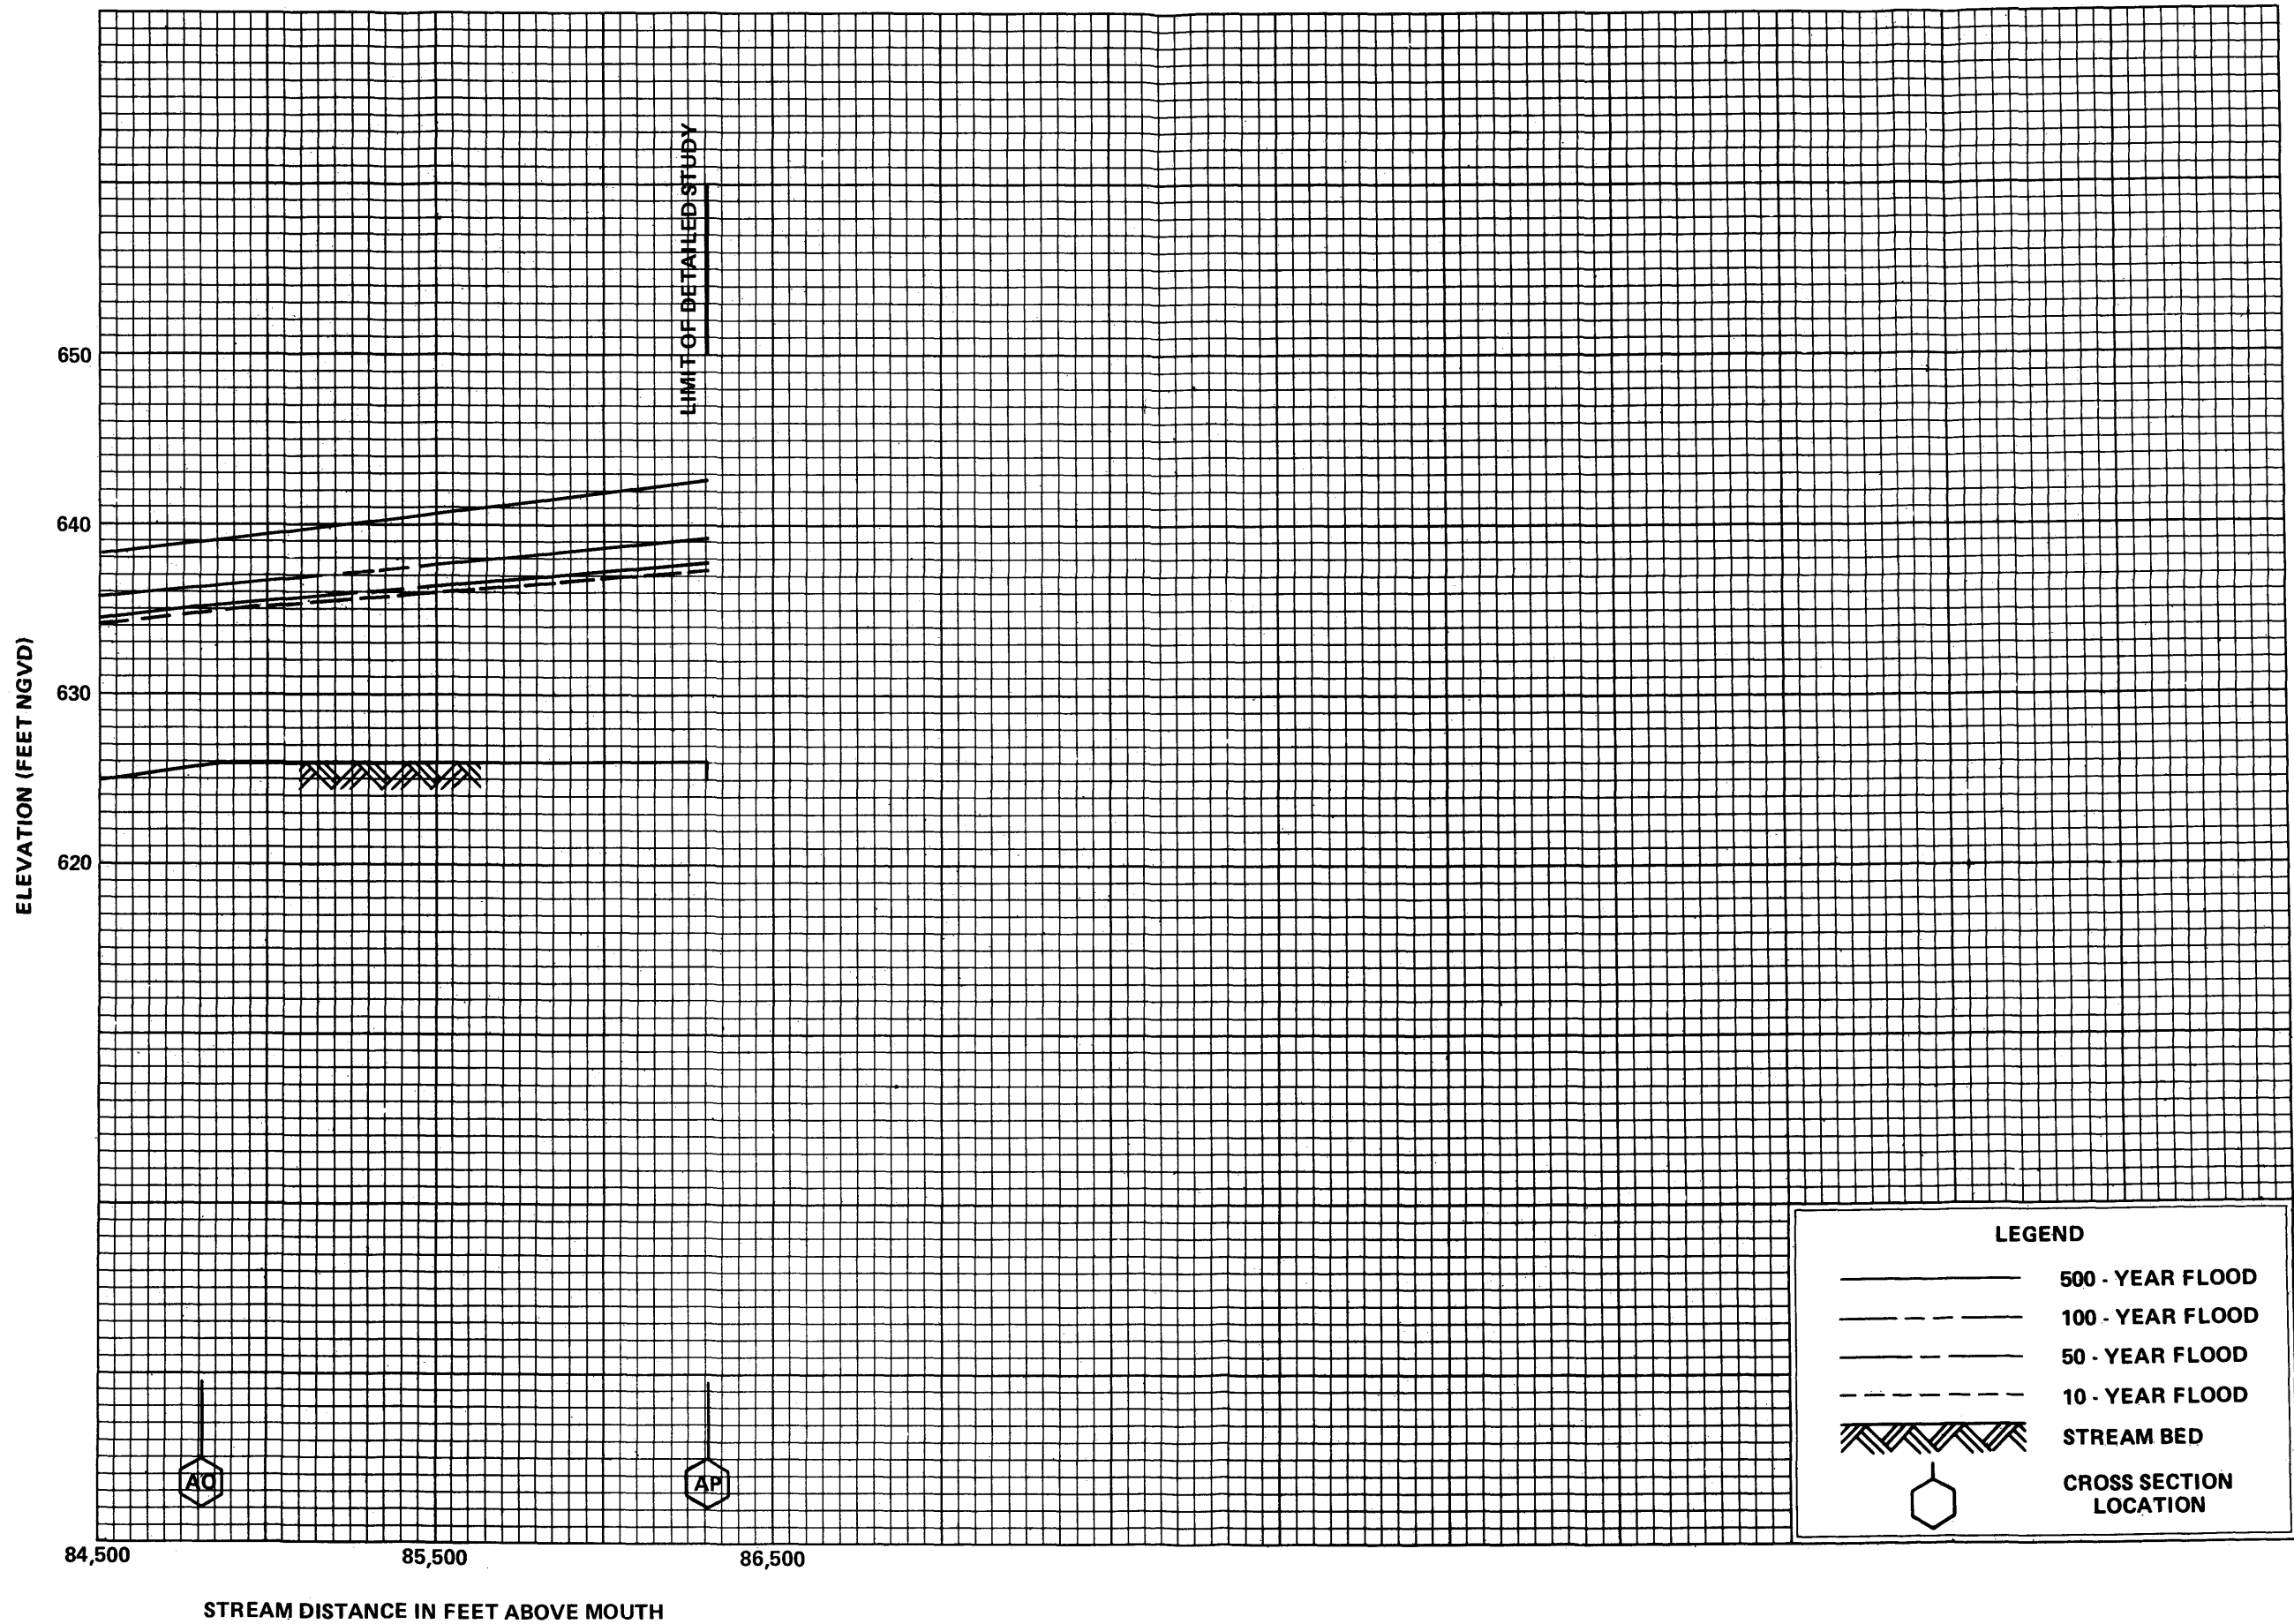 LIMIT OF DETAILED STUDY
ELEVATION (FEET NGVD)
650
640
630
620
AO
AP
84,500
85,500
86,500
STREAM DISTANCE IN FEET ABOVE MOUTH
LEGEND
500 - YEAR FLOOD
100 - YEAR FLOOD
50 - YEAR FLOOD
10 - YEAR FLOOD
STREAM BED
CROSS SECTION
LOCATION